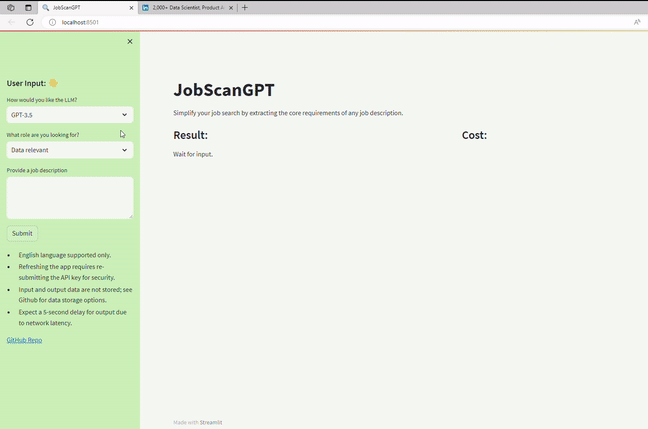 JobScanGPT
2,000+ Data Scientist, Product A
localhost:8501
User Input:
How would you like the LLM?
GPT-3.5
What role are you looking for?
Data relevant
Provide a job description
Submit
English language supported only.
Refreshing the app requires re-
submitting the API key for security.
Input and output data are not stored; see
Github for data storage options.
Expect a 5-second delay for output due
to network latency.
GitHub Repo
JobScanGPT
Simplify your job search by extracting the core requirements of any job description.
Result:
Cost:
Wait for input.
Made with Streamlit